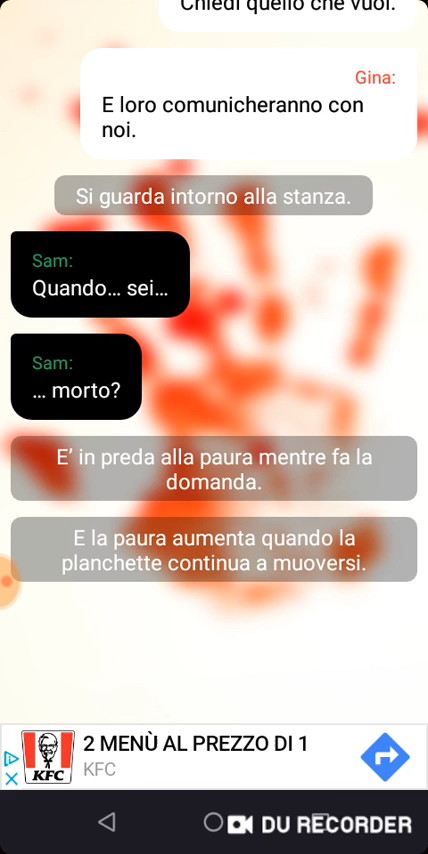 Chiedi quello che vuoi.
Gina:
E loro comunicheranno con
noi.
Si guarda intorno alla stanza.
Sam:
Quando... sei...
Sam:
... morto?
E' in preda alla paura mentre fa la
domanda.
E la paura aumenta quando la
planchette continua a muoversi.
2 MENÙ AL PREZZO DI 1
KFC
KFC
DU RECORDER